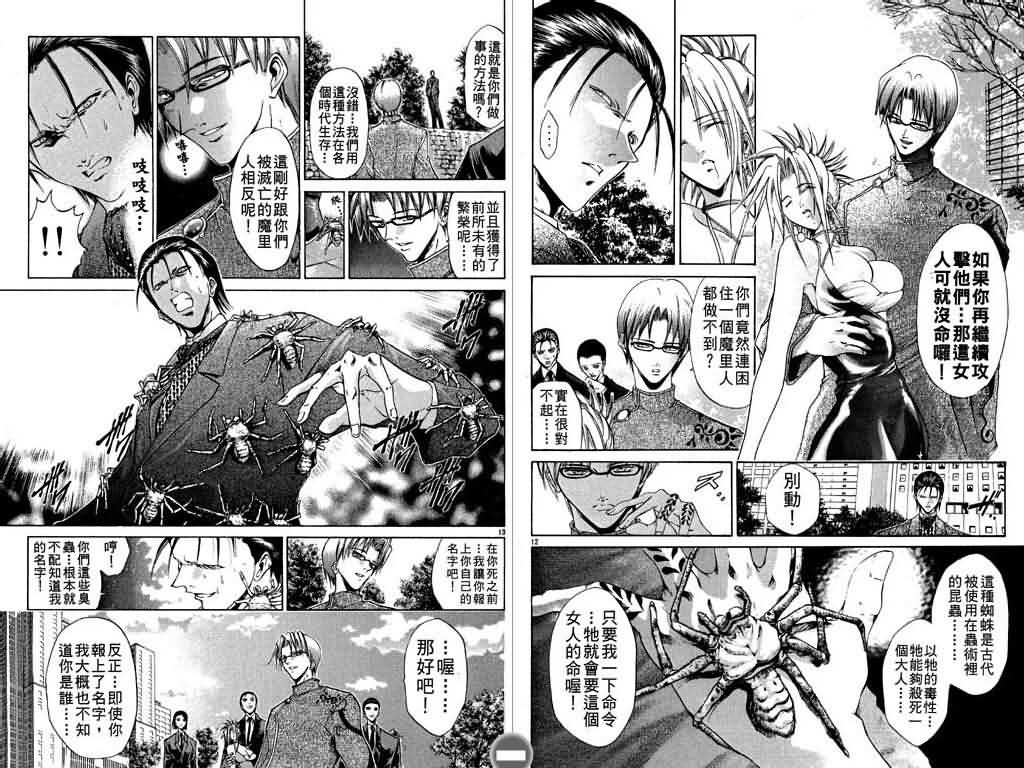 如果你再繼續攻
擊他們…那這女
人可就沒命囉！
你們竟然連困
住一個魔里人
都做不到？
實在很對
不起……
別動！
這種蜘蛛是古代
被使用在蟲術裡
的昆蟲……
以牠的毒性…
牠能夠殺死一
個大人……
只要我一下命令
…牠就會要這個
女人的命喔！
12
這就是你們做
事的方法嗎？
沒錯…我們用
這種方法在各
個時代生存…
並且獲得了
前所未有的
繁榮呢……
嘻
嘻…
這剛好跟你們
被滅亡的魔里
人相反呢！
吱吱吱…
!!
13
在你死之前
…我讓你報
上你自己的
名字吧！
哼！
你們這些臭
蟲…根本就
不配知道我
的名字！
…喔……
那好吧！
反正…即使你
報上了名字，
我大概也不知
道你是誰……